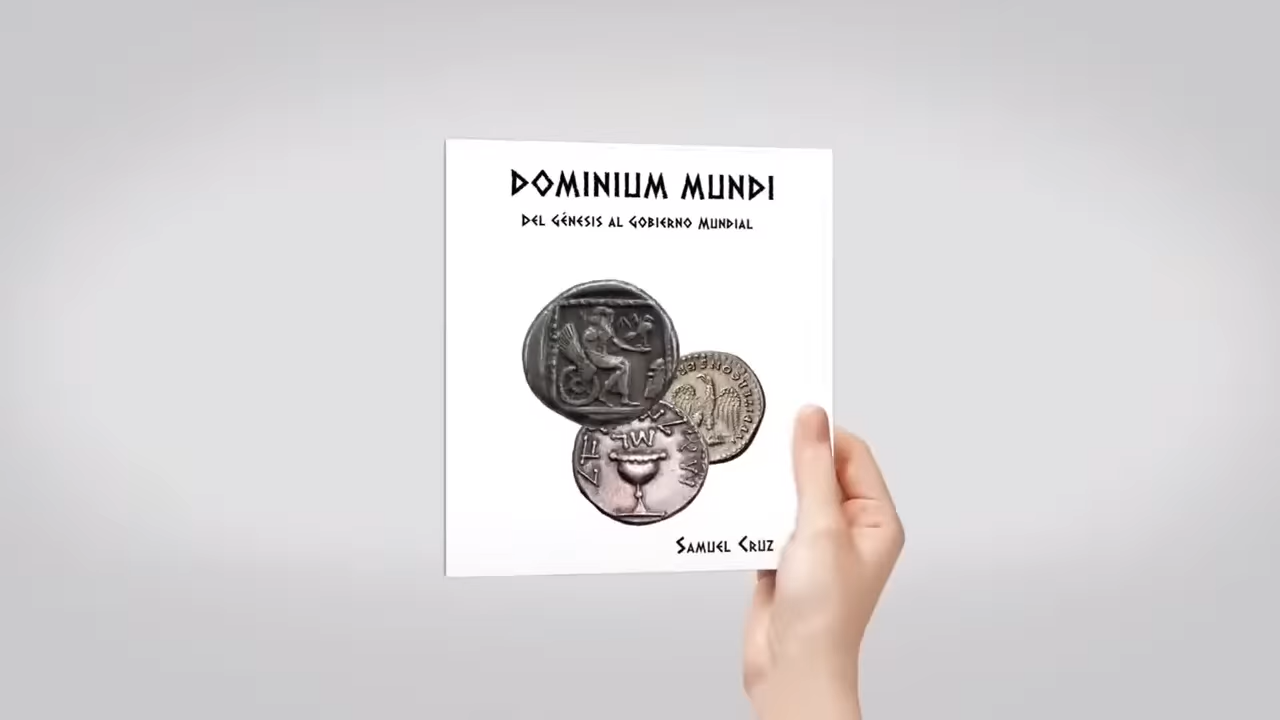 DOMINIUM MUNDI
DEL GÉNESIS AL GOBIERNO MUNDIAL
SAMUEL CRUZ